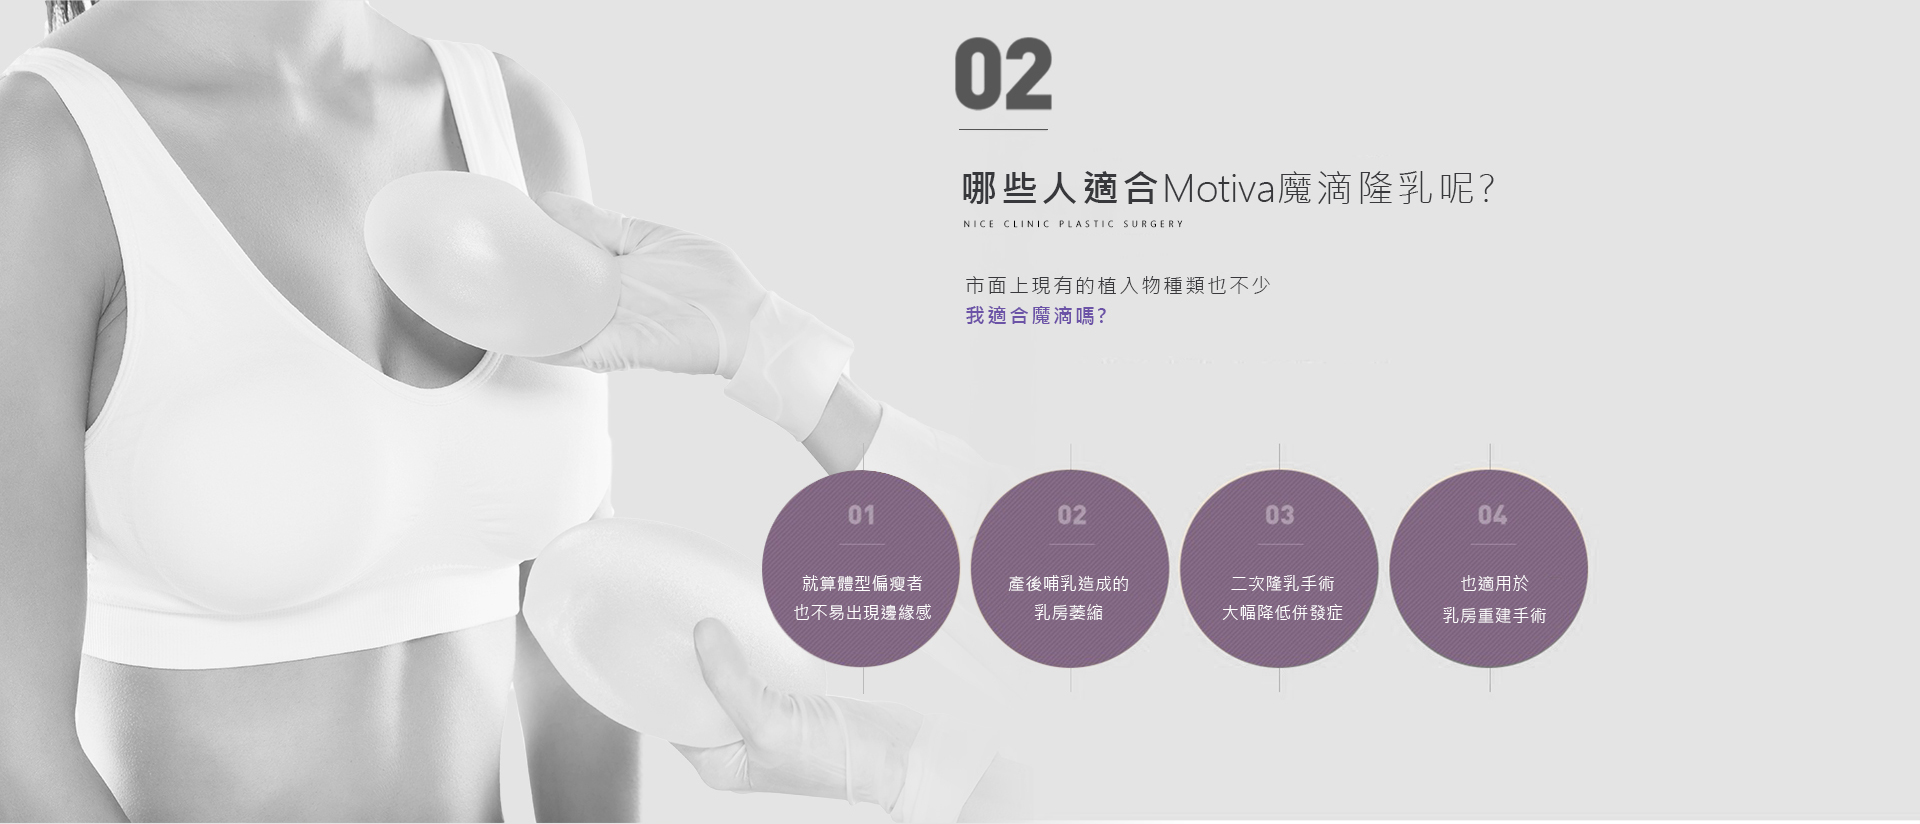 02
哪些人適合Motiva魔滴隆乳呢?
NICE CLINIC PLASTIC SURGERY
市面上現有的植入物種類也不少
我適合魔滴嗎?
01
就算體型偏瘦者
也不易出現邊緣感
02
產後哺乳造成的
乳房萎縮
03
二次隆乳手術
大幅降低併發症
04
也適用於
乳房重建手術